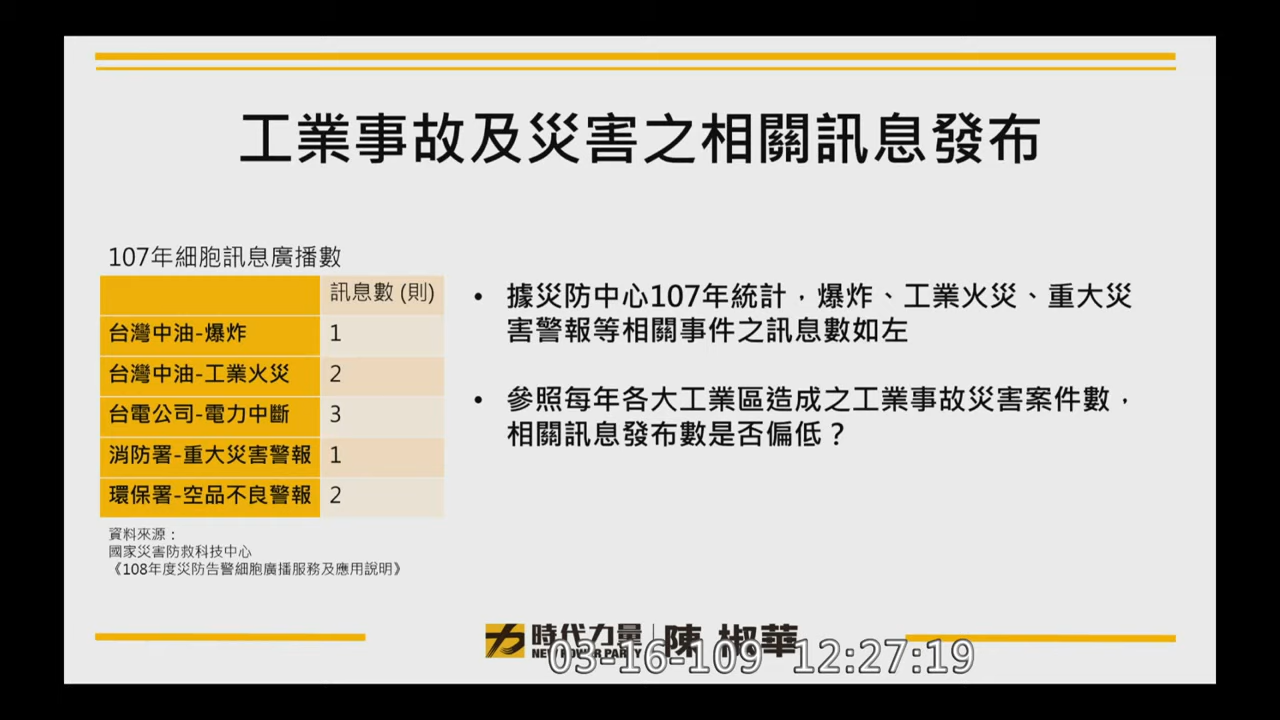 工業事故及災害之相關訊息發布
107年細胞訊息廣播數
訊息數 (則)
台灣中油-爆炸 1
台灣中油-工業火災 2
台電公司-電力中斷 3
消防署-重大災害警報 1
環保署-空品不良警報 2
資料來源：
國家災害防救科技中心
《108年度災防告警細胞廣播服務及應用說明》
• 據災防中心107年統計，爆炸、工業火災、重大災
害警報等相關事件之訊息數如左
• 參照每年各大工業區造成之工業事故災害案件數，
相關訊息發布數是否偏低？
時代力量 陳 椒華
NEW POWER PARTY
03-16-109 12:27:19